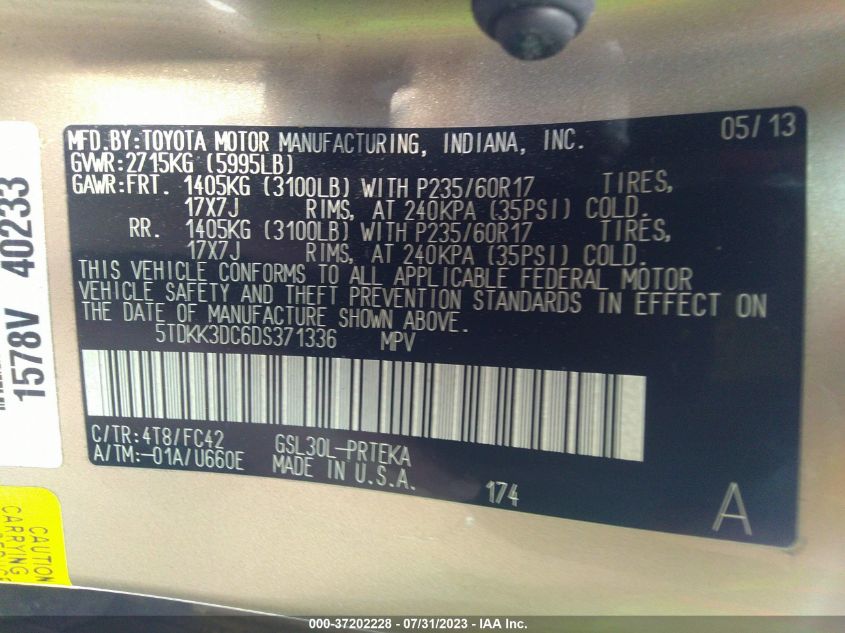 05/13
MFD.BY:TOYOTA MOTOR MANUFACTURING, INDIANA, INC.
GVWR:2715KG (5995LB)
GAWR:FRT. 1405KG (3100LB) WITH P235/60R17 TIRES,
17X7J RIMS, AT 240KPA (35PSI) COLD.
RR. 1405KG (3100LB) WITH P235/60R17 TIRES,
17X7J RIMS, AT 240KPA (35PSI) COLD.
THIS VEHICLE CONFORMS TO ALL APPLICABLE FEDERAL MOTOR
VEHICLE SAFETY AND THEFT PREVENTION STANDARDS IN EFFECT ON
THE DATE OF MANUFACTURE SHOWN ABOVE.
5TDKK3DC6DS371336 MPV
C/TR:4T8/FC42 GSL30L-PRTEKA
A/TM:-01A/U660E MADE IN U.S.A.
174
A
1578V 40233
CAUTION
CARRYING
000-37202228 - 07/31/2023 - IAA Inc.